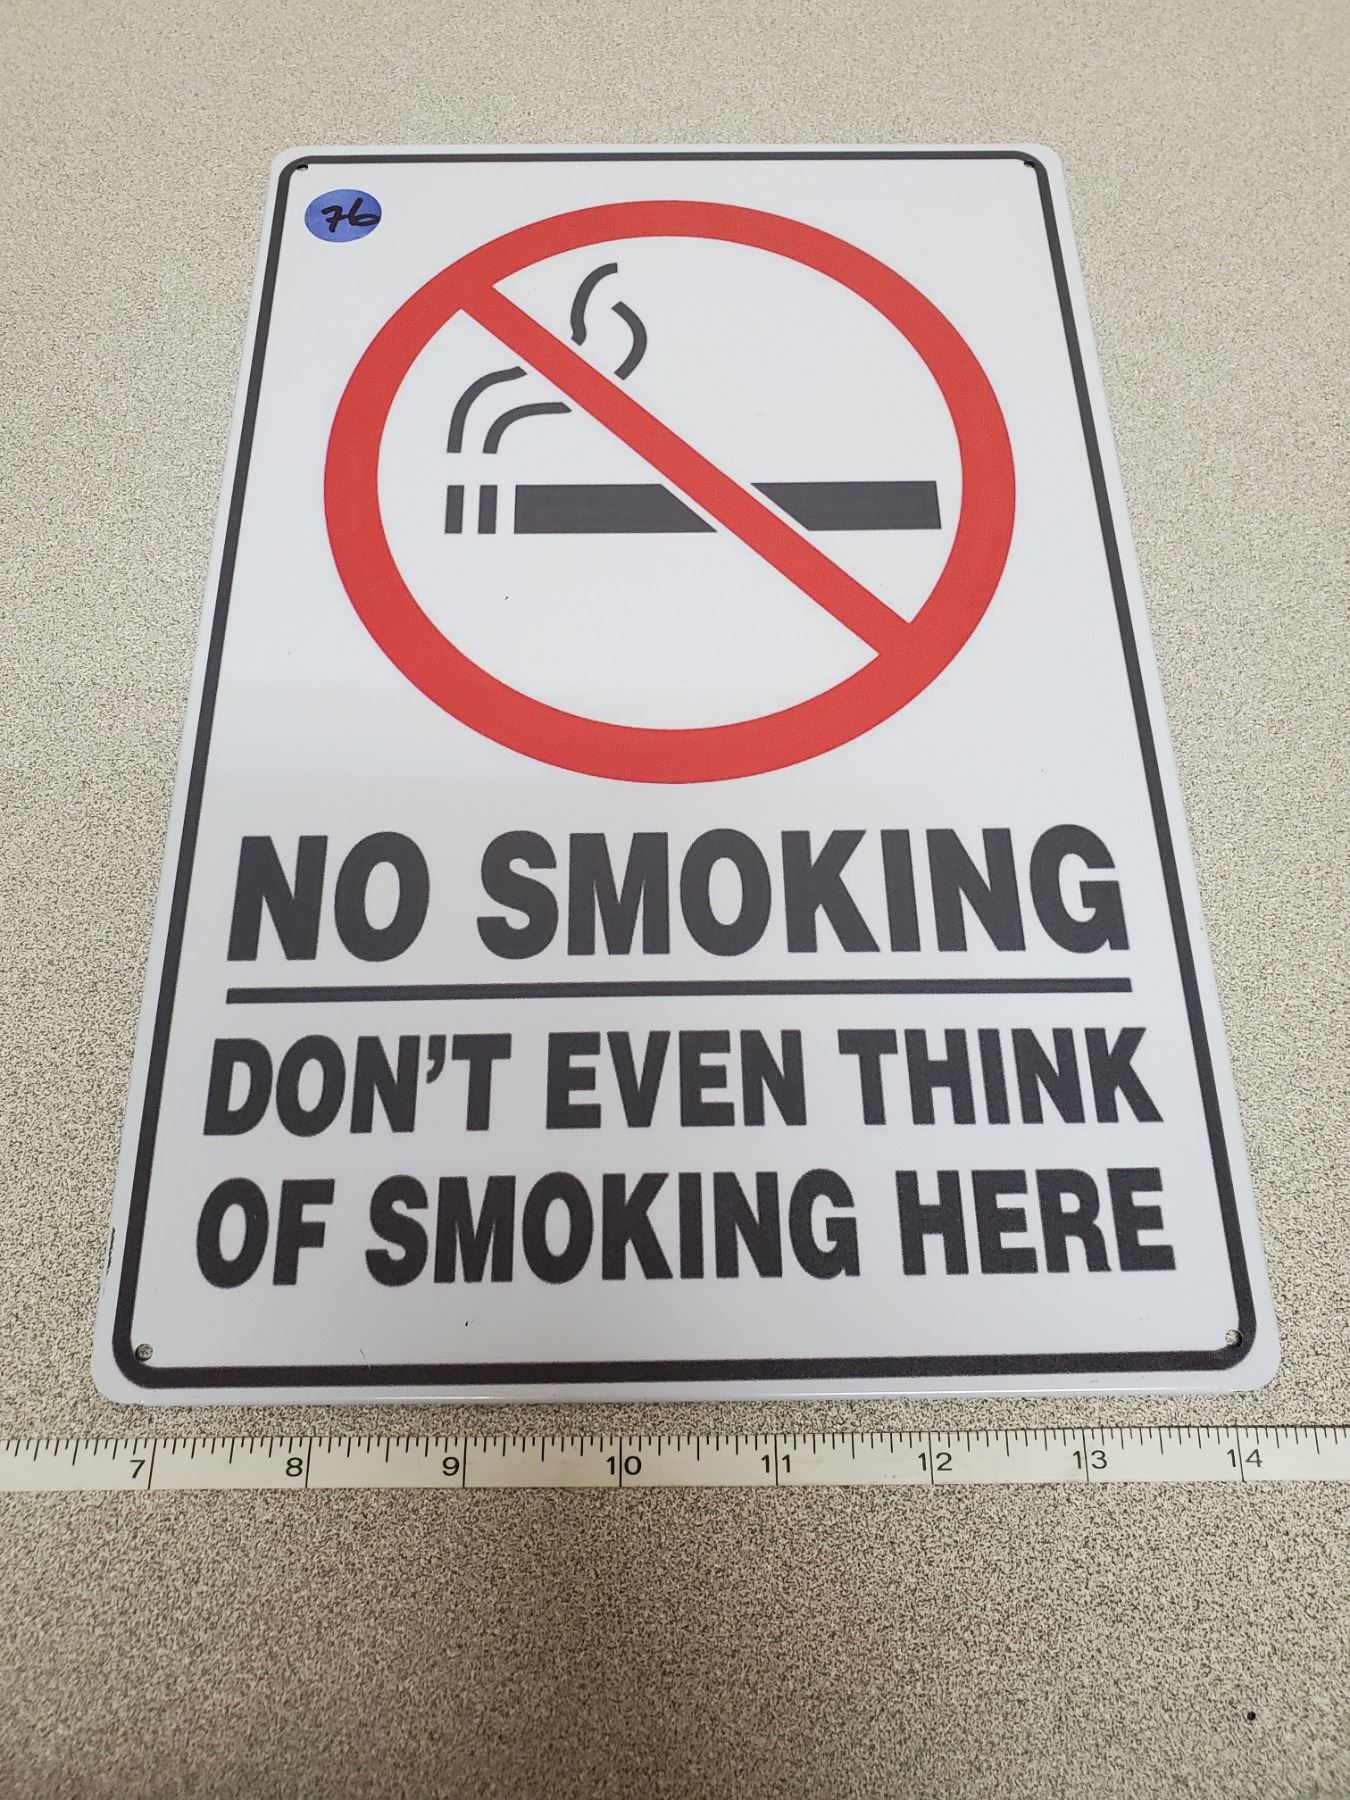 76
NO SMOKING
DON'T EVEN THINK
OF SMOKING HERE
7 8 9 10 11 12 13 14